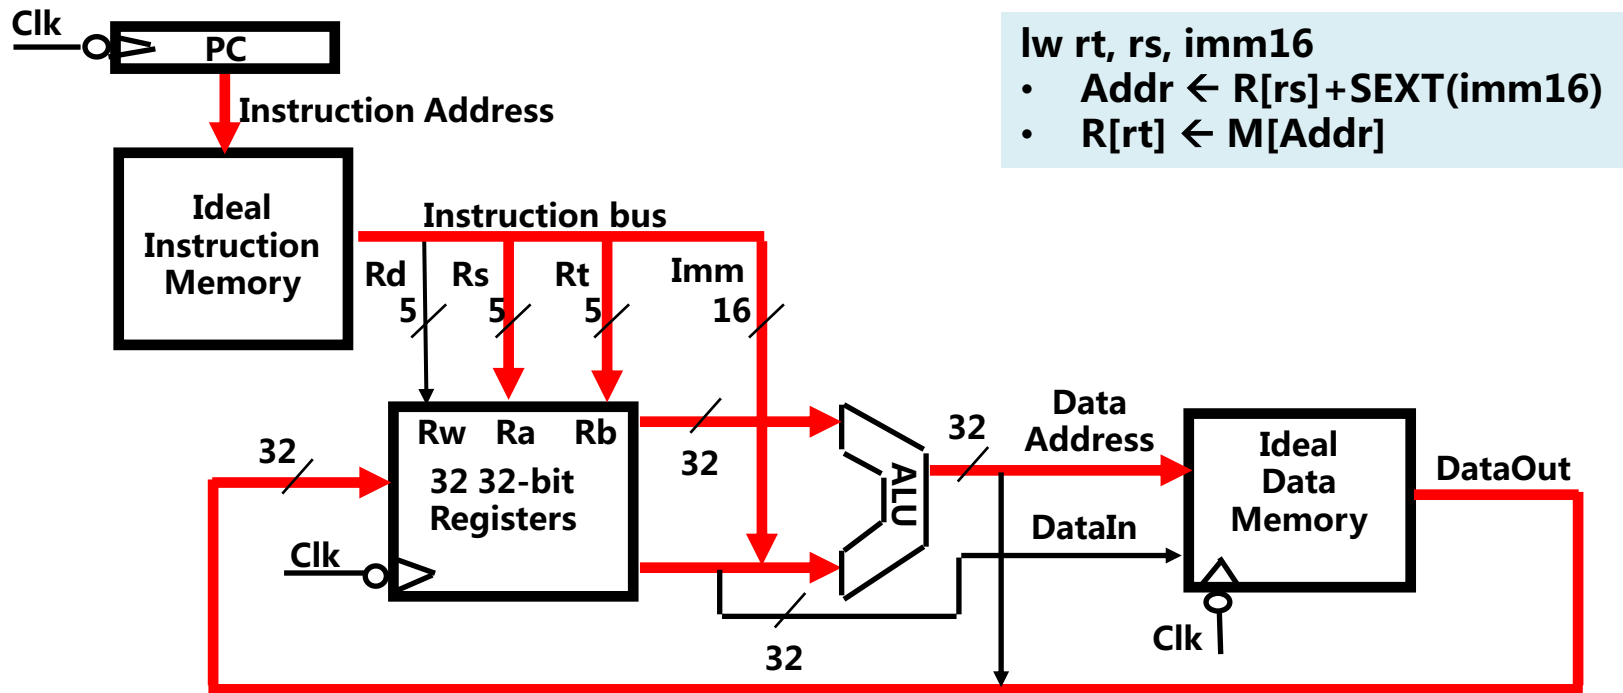 Clk
PC
Instruction Address
lw rt, rs, imm16
• Addr ← R[rs]+SEXT(imm16)
• R[rt] ← M[Addr]
Ideal
Instruction
Memory
Instruction bus
Rd
Rs
Rt
Imm
5
5
5
16
Rw Ra Rb
32 32-bit
Registers
32
Clk
32
32
ALU
32
Data
Address
DataIn
Ideal
Data
Memory
DataOut
Clk